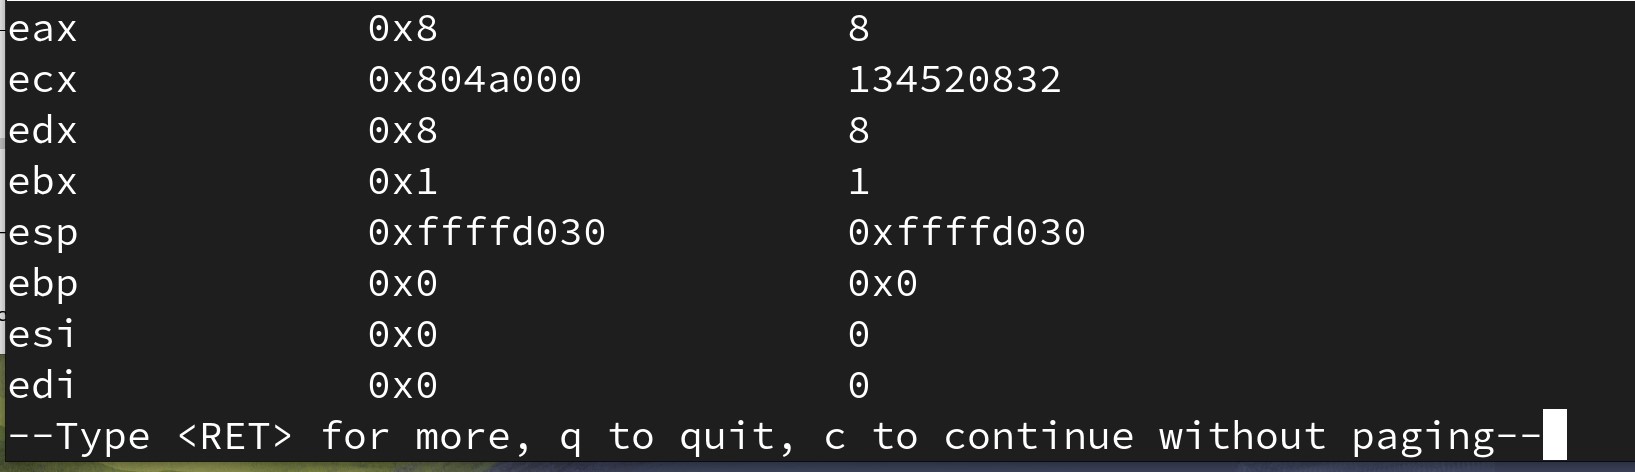 eax 0x8 8
ecx 0x804a000 134520832
edx 0x8 8
ebx 0x1 1
esp 0xffffd030 0xffffd030
ebp 0x0 0x0
esi 0x0 0
edi 0x0 0
--Type <RET> for more, q to quit, c to continue without paging--